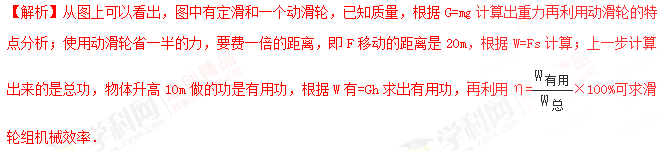 【解析】从图上可以看出，图中有定滑和一个动滑轮，已知质量，根据 G=mg 计算出重力再利用动滑轮的特
点分析；使用动滑轮省一半的力，要费一倍的距离，即 F 移动的距离是 20m，根据 W=Fs 计算；上一步计算
出来的是总功，物体升高 10m 做的功是有用功，根据 W 有=Gh 求出有用功，再利用 η=W有用/W总×100%可求滑
轮组机械效率．